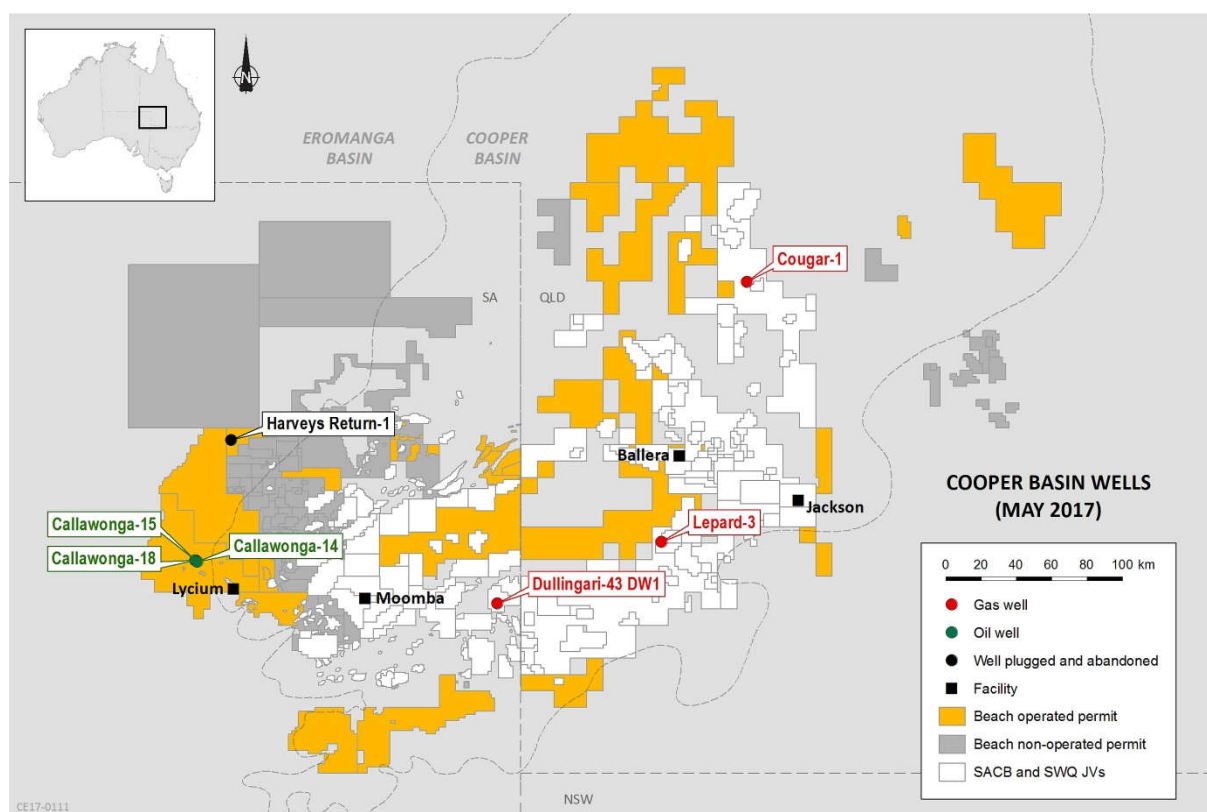 N
EROMANGA
BASIN
COOPER
BASIN
SA
QLD
Cougar-1
Harveys Return-1
Ballera
COOPER BASIN WELLS
(MAY 2017)
Jackson
Callawonga-15
Callawonga-14
Callawonga-18
Lepard-3
Lycium
Moomba
Dullingari-43 DW1
0 20 40 60 80 100 km
Gas well
Oil well
Well plugged and abandoned
Facility
Beach operated permit
Beach non-operated permit
SACB and SWQ JVs
NSW
CE17-0111